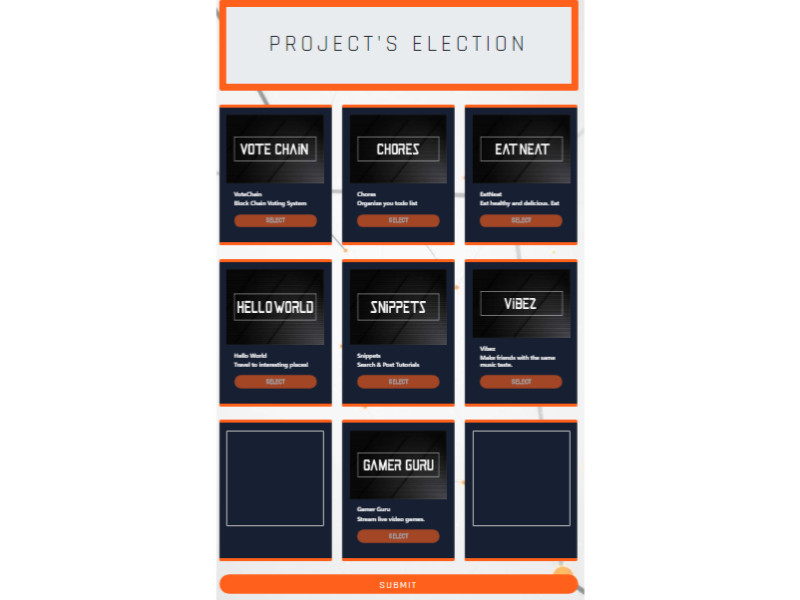 PROJECT'S ELECTION
VOTE CHAIN
VoteChain
Block Chain Voting System
SELECT
CHORES
Chores
Organize you todo list
SELECT
EAT NEAT
EatNeat
Eat healthy and delicious. Eat
SELECT
HELLO WORLD
Hello World
Travel to interesting places!
SELECT
SNIPPETS
Snippets
Search & Post Tutorials
SELECT
ViBEZ
Vibez
Make friends with the same
music taste.
SELECT
GAMER GURU
Gamer Guru
Stream live video games.
SELECT
SUBMIT